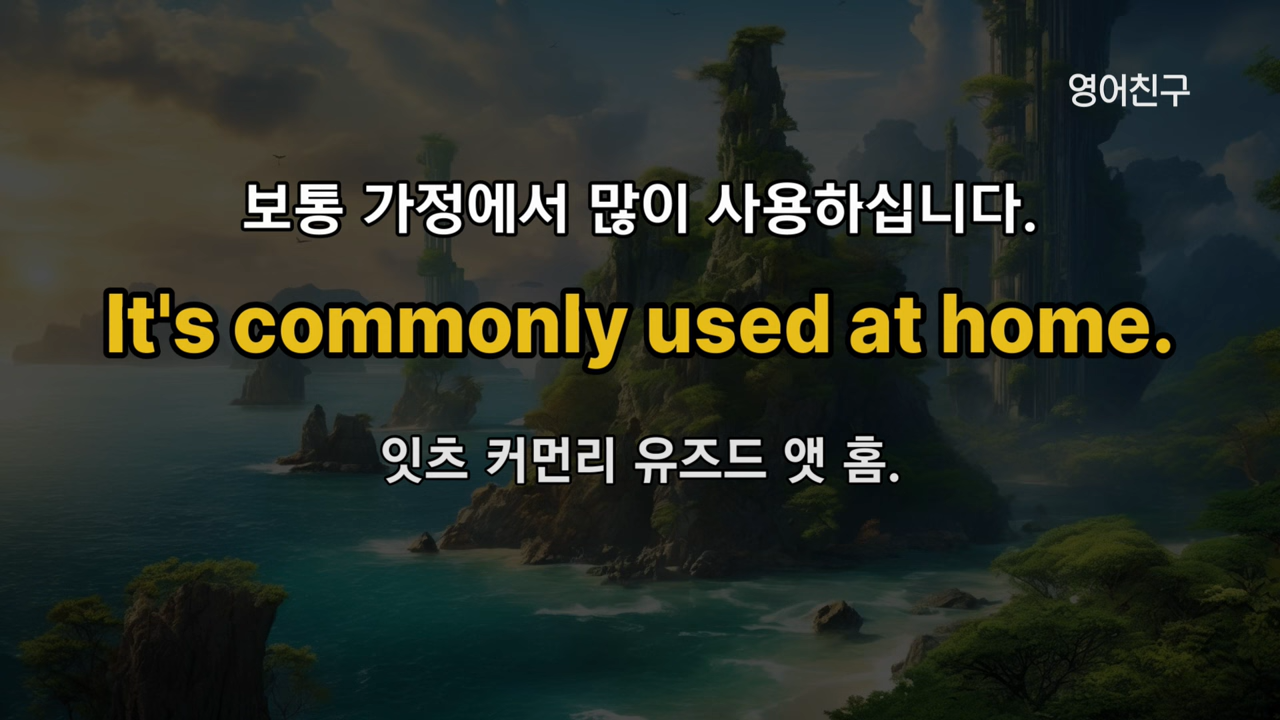 영어친구
보통 가정에서 많이 사용하십니다.
It's commonly used at home.
잇츠 커먼리 유즈드 앳 홈.